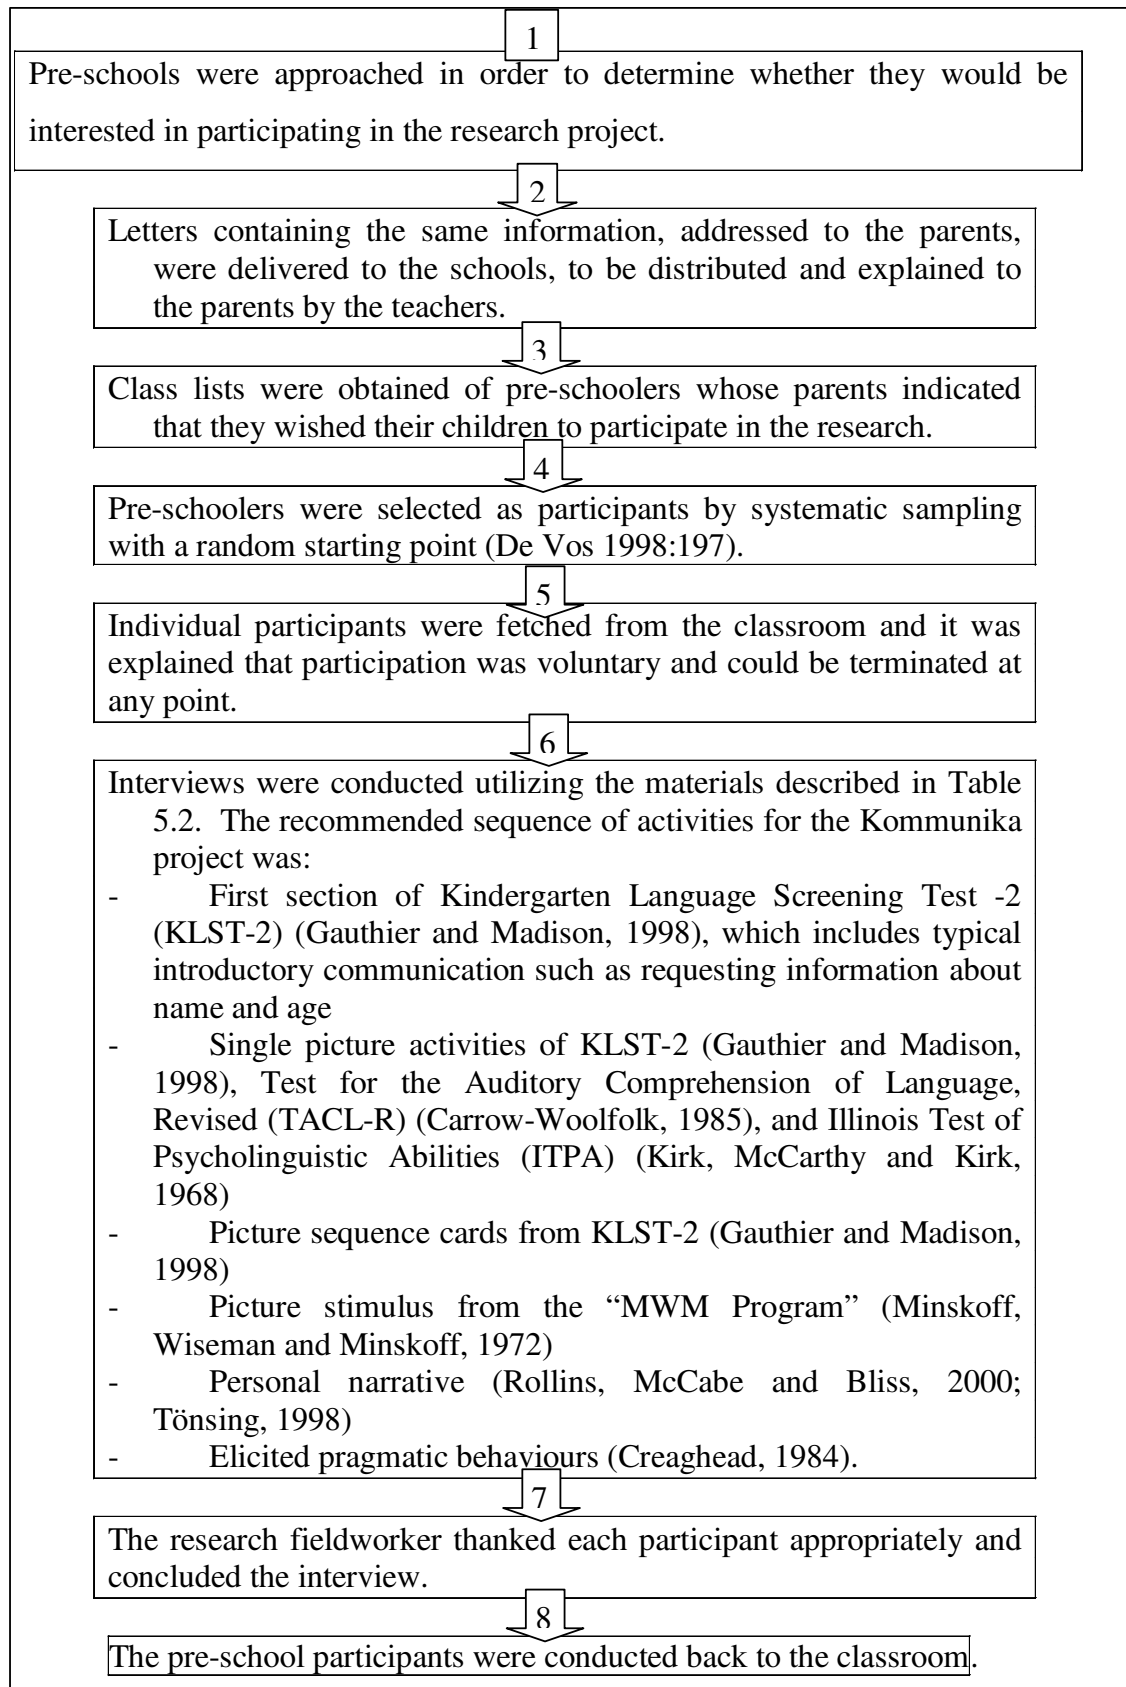 1
Pre-schools were approached in order to determine whether they would be
interested in participating in the research project.
2
Letters containing the same information, addressed to the parents,
were delivered to the schools, to be distributed and explained to
the parents by the teachers.
3
Class lists were obtained of pre-schoolers whose parents indicated
that they wished their children to participate in the research.
4
Pre-schoolers were selected as participants by systematic sampling
with a random starting point (De Vos 1998:197).
5
Individual participants were fetched from the classroom and it was
explained that participation was voluntary and could be terminated at
any point.
6
Interviews were conducted utilizing the materials described in Table
5.2. The recommended sequence of activities for the Kommunika
project was:
- First section of Kindergarten Language Screening Test -2
(KLST-2) (Gauthier and Madison, 1998), which includes typical
introductory communication such as requesting information about
name and age
- Single picture activities of KLST-2 (Gauthier and Madison,
1998), Test for the Auditory Comprehension of Language,
Revised (TACL-R) (Carrow-Woolfolk, 1985), and Illinois Test of
Psycholinguistic Abilities (ITPA) (Kirk, McCarthy and Kirk,
1968)
- Picture sequence cards from KLST-2 (Gauthier and Madison,
1998)
- Picture stimulus from the “MWM Program” (Minskoff,
Wiseman and Minskoff, 1972)
- Personal narrative (Rollins, McCabe and Bliss, 2000;
Tönsing, 1998)
- Elicited pragmatic behaviours (Creaghead, 1984).
7
The research fieldworker thanked each participant appropriately and
concluded the interview.
8
The pre-school participants were conducted back to the classroom.